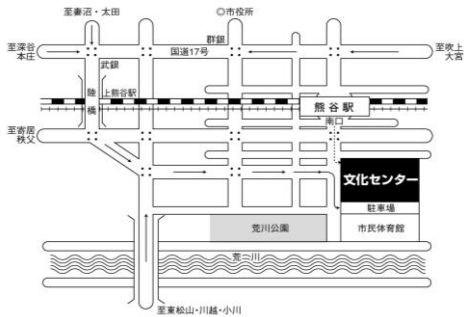 至妻沼・太田
◎市役所
群銀
至深谷
本庄
国道17号
至吹上
大宮
武銀
陸橋
上熊谷駅
熊谷駅
南口
至寄居
秩父
文化センター
駐車場
荒川公園
市民体育館
荒川
至東松山・川越・小川